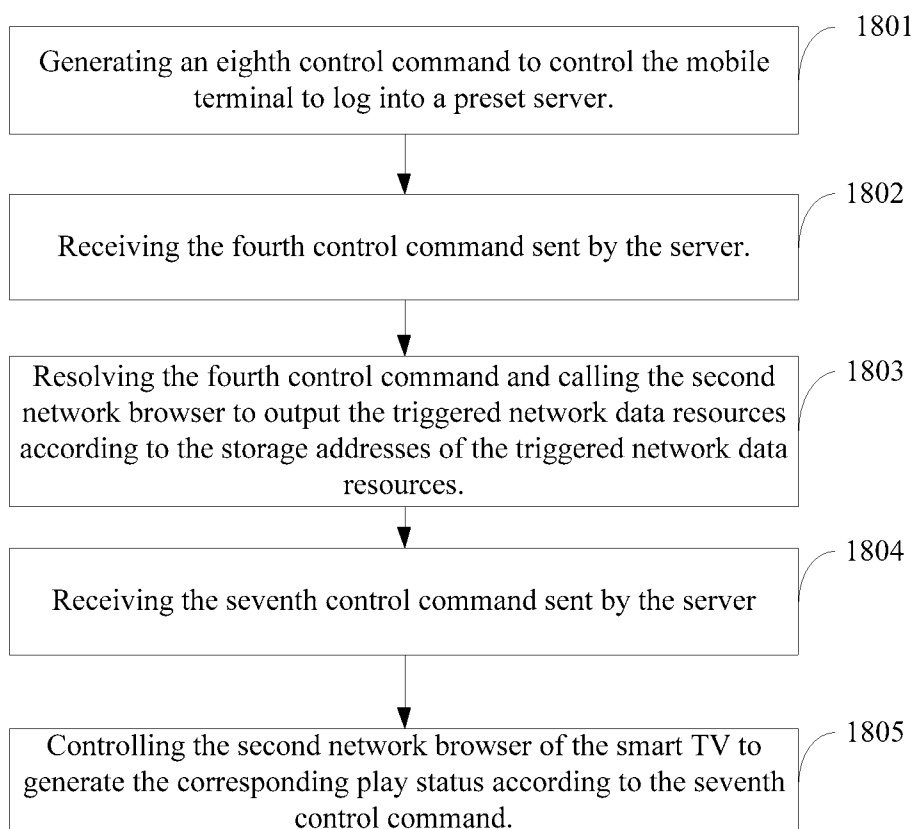 1801
Generating an eighth control command to control the mobile
terminal to log into a preset server.
1802
Receiving the fourth control command sent by the server.
1803
Resolving the fourth control command and calling the second
network browser to output the triggered network data resources
according to the storage addresses of the triggered network data
resources.
1804
Receiving the seventh control command sent by the server
1805
Controlling the second network browser of the smart TV to
generate the corresponding play status according to the seventh
control command.